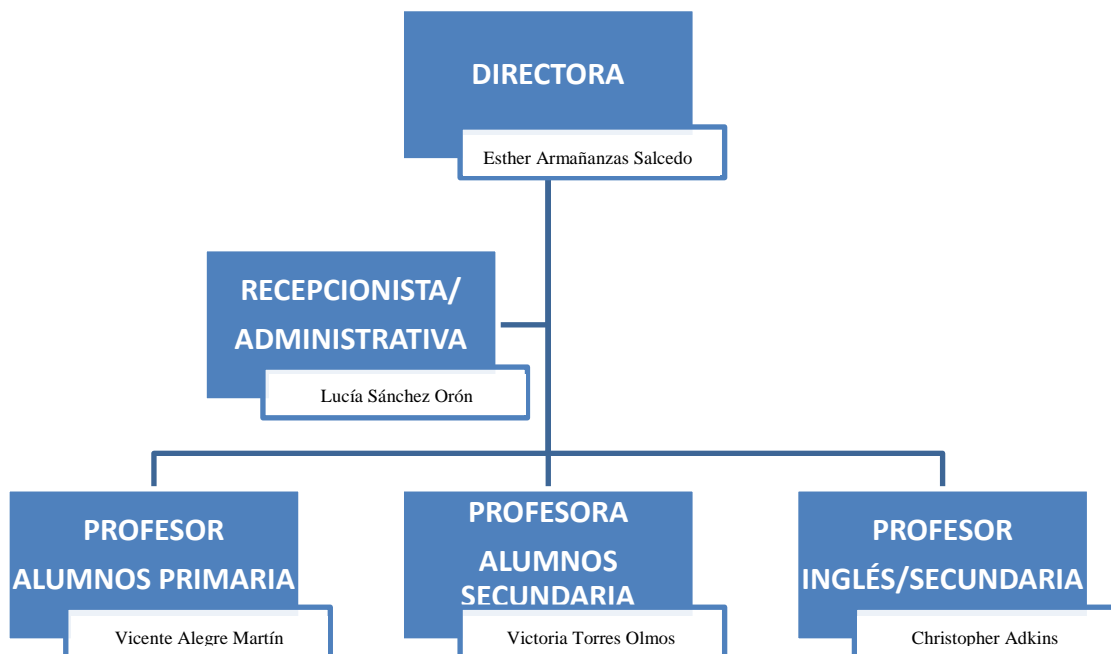 DIRECTORA
Esther Armañanzas Salcedo
RECEPCIONISTA/
ADMINISTRATIVA
Lucía Sánchez Orón
PROFESOR
ALUMNOS PRIMARIA
Vicente Alegre Martín
PROFESORA
ALUMNOS
SECUNDARIA
Victoria Torres Olmos
PROFESOR
INGLÉS/SECUNDARIA
Christopher Adkins